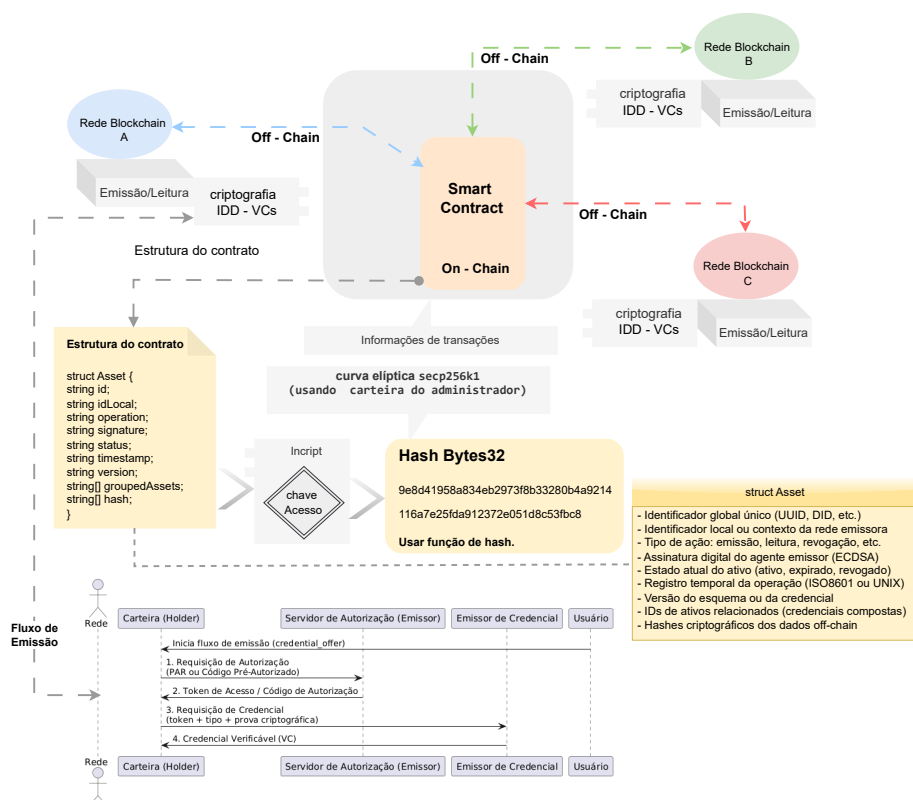 Rede Blockchain
B
Off - Chain
criptografia
IDD - VCs
Emissão/Leitura
Rede Blockchain
A
Off - Chain
Emissão/Leitura
criptografia
IDD - VCs
Smart
Contract
On - Chain
Off - Chain
Rede Blockchain
C
criptografia
IDD - VCs
Emissão/Leitura
Estrutura do contrato
Informações de transações
curva elíptica secp256k1
(usando carteira do administrador)
Estrutura do contrato
struct Asset {
string id;
string idLocal;
string operation;
string signature;
string status;
string timestamp;
string version;
string[] groupedAssets;
string[] hash;
}
Incript
chave
Acesso
Hash Bytes32
9e8d41958a834eb2973f8b33280b4a9214
116a7e25fda912372e051d8c53fbc8
Usar função de hash.
struct Asset
- Identificador global único (UUID, DID, etc.)
- Identificador local ou contexto da rede emissora
- Tipo de ação: emissão, leitura, revogação, etc.
- Assinatura digital do agente emissor (ECDSA)
- Estado atual do ativo (ativo, expirado, revogado)
- Registro temporal da operação (ISO8601 ou UNIX)
- Versão do esquema ou da credencial
- IDs de ativos relacionados (credenciais compostas)
- Hashes criptográficos dos dados off-chain
Fluxo de
Emissão
Rede
Carteira (Holder)
Servidor de Autorização (Emissor)
Emissor de Credencial
Usuário
Inicia fluxo de emissão (credential_offer)
1. Requisição de Autorização
(PAR ou Código Pré-Autorizado)
2. Token de Acesso / Código de Autorização
3. Requisição de Credencial
(token + tipo + prova criptográfica)
4. Credencial Verificável (VC)
Rede
Carteira (Holder)
Servidor de Autorização (Emissor)
Emissor de Credencial
Usuário